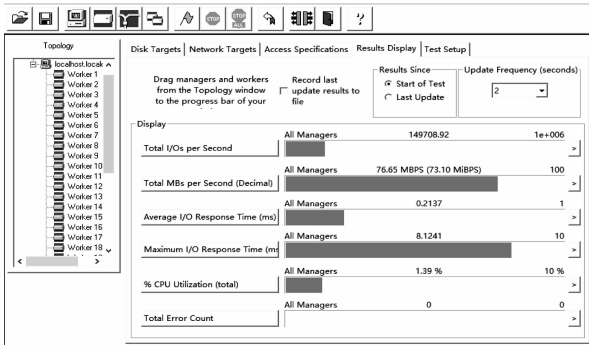 STOP
STOP
ALL
?
Topology
localhost.localc
Worker 1
Worker 2
Worker 3
Worker 4
Worker 5
Worker 6
Worker 7
Worker 8
Worker 9
Worker 10
Worker 11
Worker 12
Worker 13
Worker 14
Worker 15
Worker 16
Worker 17
Worker 18
Disk Targets Network Targets Access Specifications Results Display Test Setup
Drag managers and workers
from the Topology window
to the progress bar of your
Record last
update results to
file
Results Since
Start of Test
Last Update
Update Frequency (seconds)
2
Display
All Managers 149708.92 1e+006
Total I/Os per Second >
All Managers 76.65 MBPS (73.10 MiBPS) 100
Total MBs per Second (Decimal) >
All Managers 0.2137 1
Average I/O Response Time (ms) >
All Managers 8.1241 10
Maximum I/O Response Time (ms >
All Managers 1.39 % 10 %
% CPU Utilization (total) >
All Managers 0 0
Total Error Count >